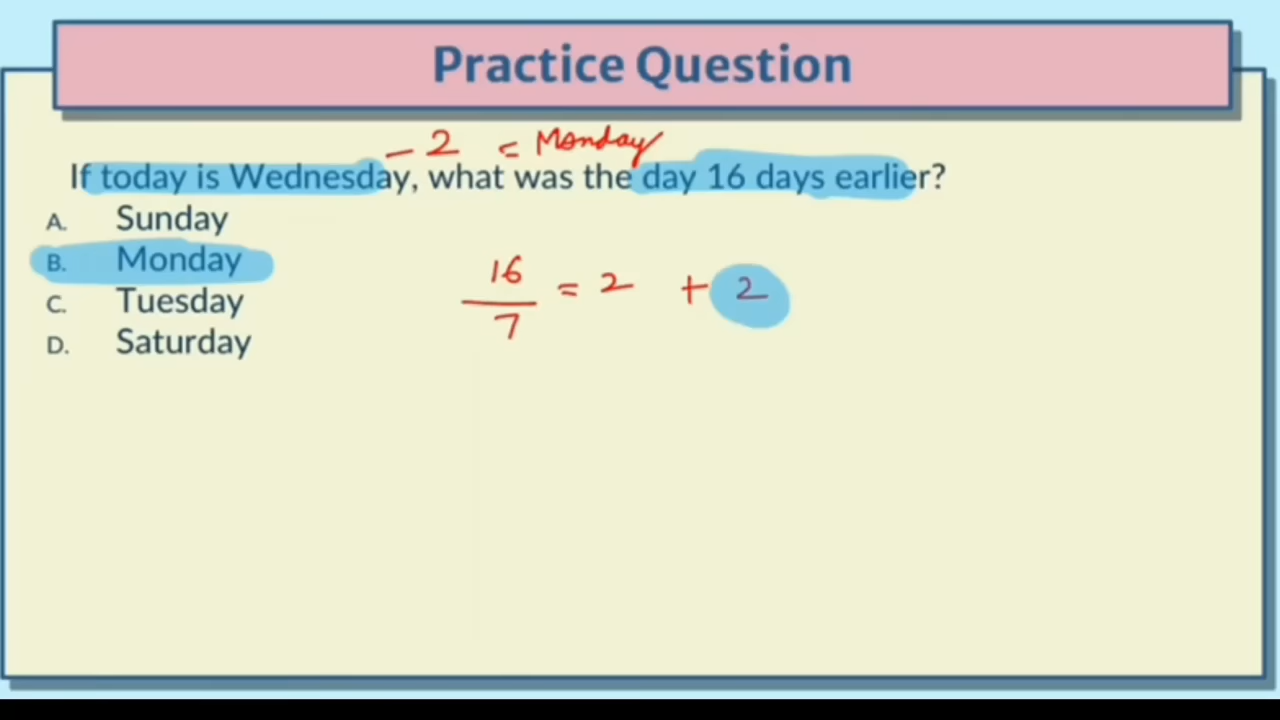 Practice Question
- 2 = Monday
If today is Wednesday, what was the day 16 days earlier?
A. Sunday
B. Monday
C. Tuesday
D. Saturday
16/7 = 2 + 2